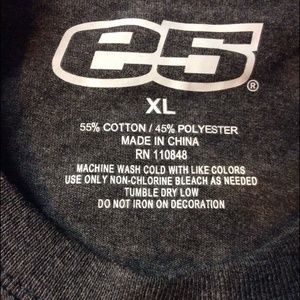 e5®
XL
55% COTTON / 45% POLYESTER
MADE IN CHINA
RN 110848
MACHINE WASH COLD WITH LIKE COLORS
USE ONLY NON-CHLORINE BLEACH AS NEEDED
TUMBLE DRY LOW
DO NOT IRON ON DECORATION